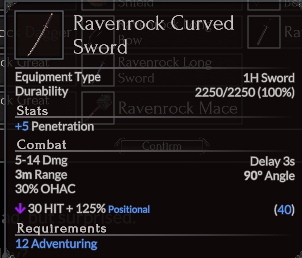 Ravenrock Curved
Sword
Equipment Type 1H Sword
Durability 2250/2250 (100%)
Stats
+5 Penetration
Combat
5-14 Dmg Delay 3s
3m Range 90° Angle
30% OHAC
30 HIT + 125% Positional (40)
Requirements
12 Adventuring
Ravenrock Long
Sword
Ravenrock Mace
Confirm